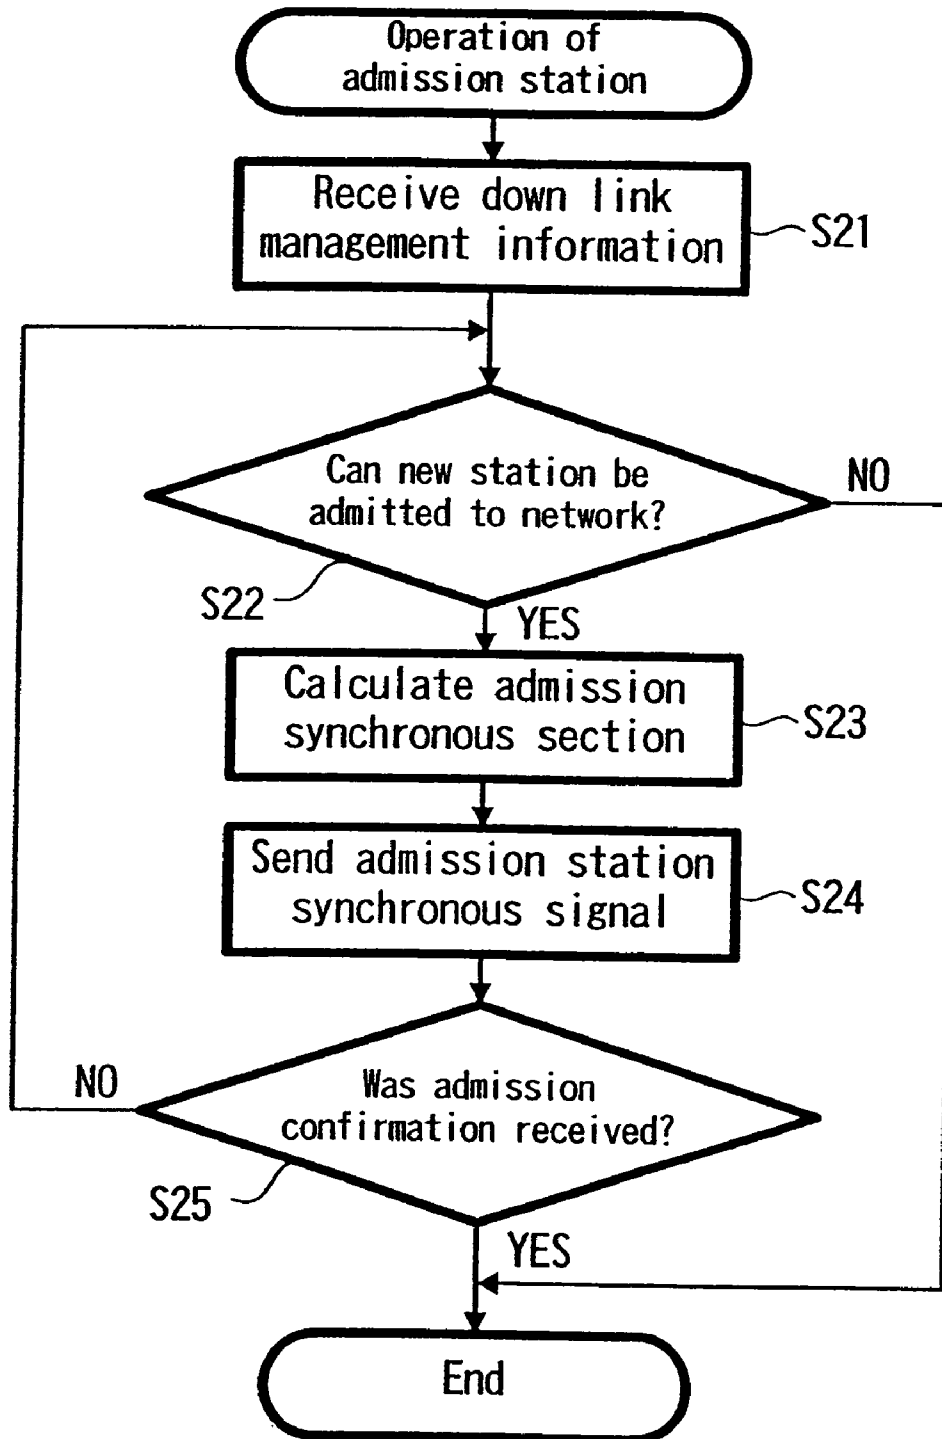 Operation of
admission station
Receive down link
management information
S21
Can new station be
admitted to network?
NO
S22
YES
Calculate admission
synchronous section
S23
Send admission station
synchronous signal
S24
Was admission
confirmation received?
NO
S25
YES
End